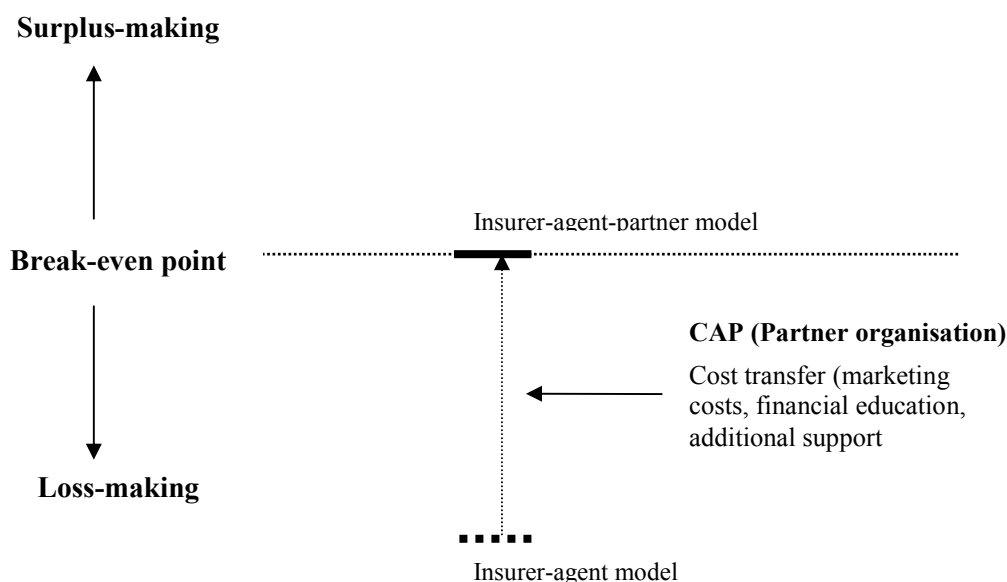 Surplus-making
Insurer-agent-partner model
Break-even point
CAP (Partner organisation)
Cost transfer (marketing
costs, financial education,
additional support
Loss-making
Insurer-agent model